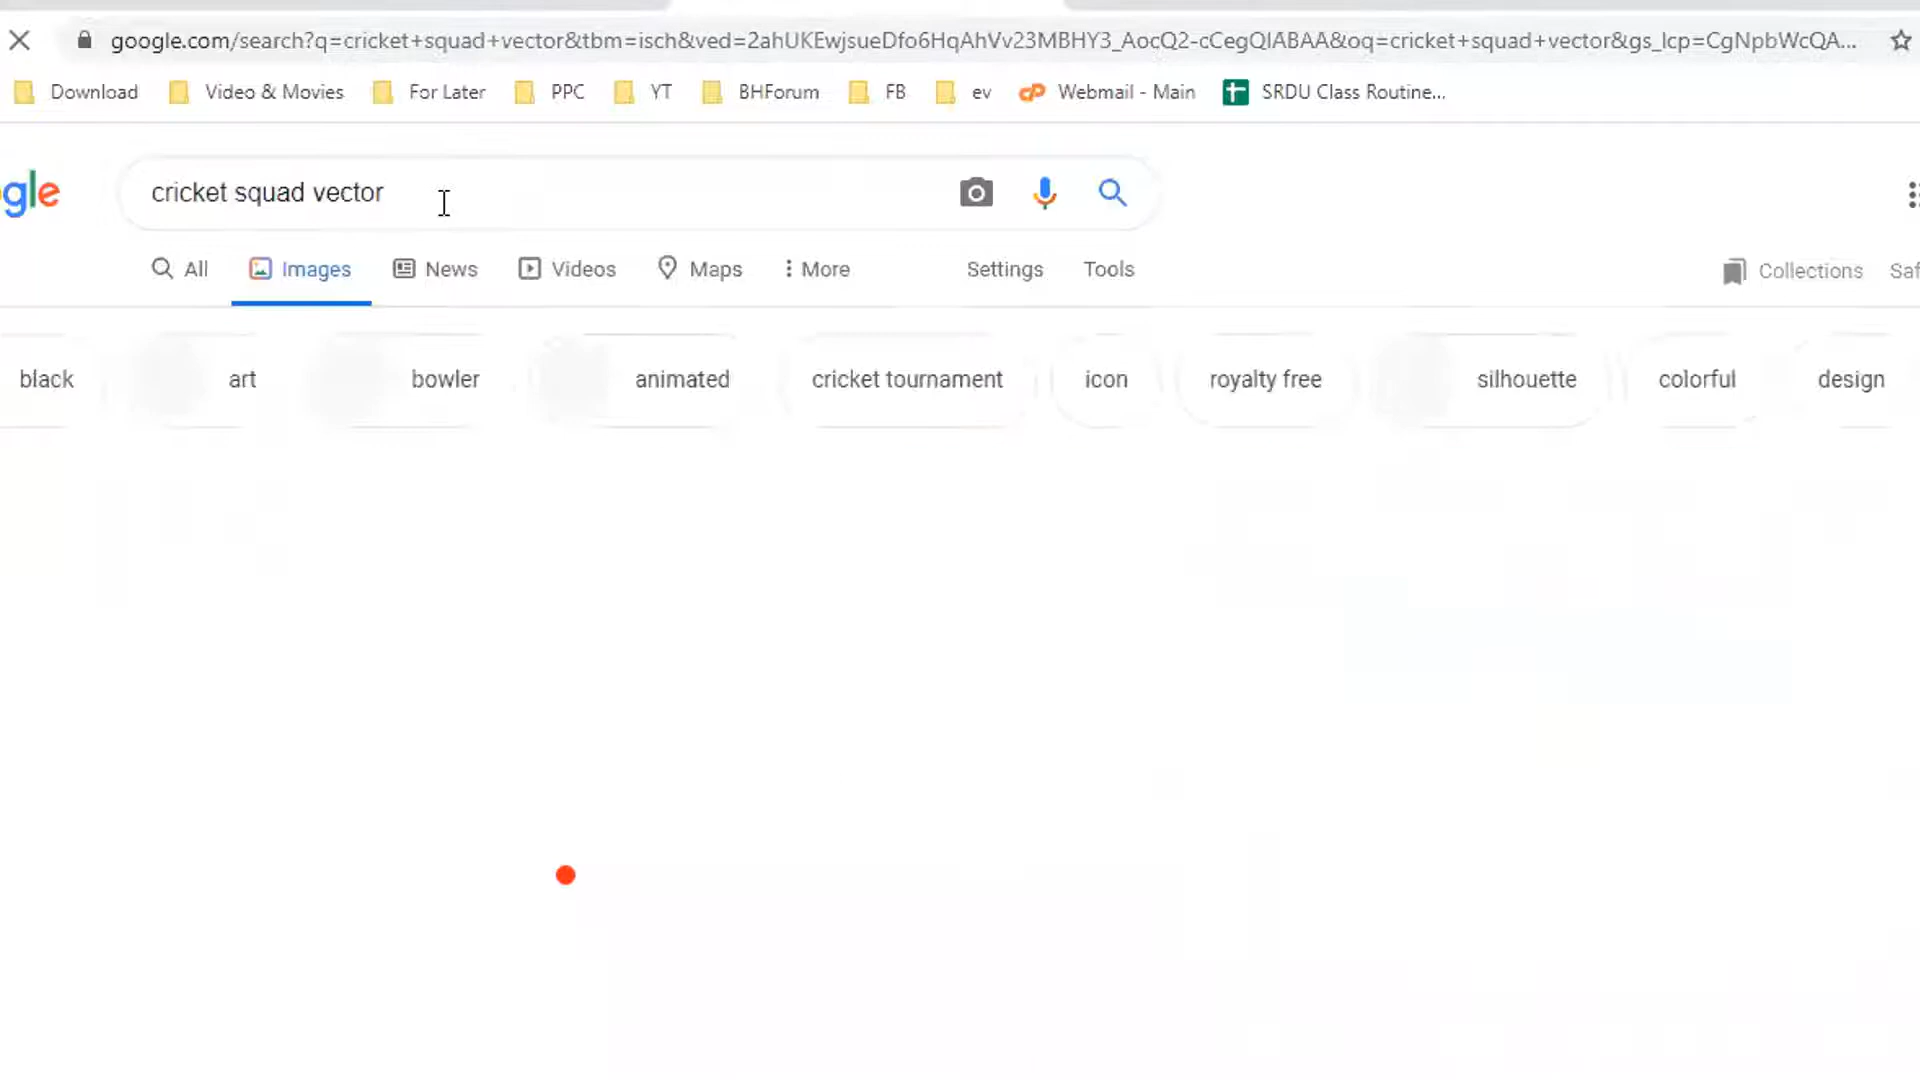 google.com/search?q=cricket+squad+vector&tbm=isch&ved=2ahUKEwjsueDfo6HqAhVv23MBHY3_AocQ2-cCegQIABAA&oq=cricket+squad+vector&gs_lcp=CgNpbWcQA...
Download Video & Movies For Later PPC YT BHForum FB ev cP Webmail - Main SRDU Class Routine...
gle cricket squad vector
All Images News Videos Maps More Settings Tools Collections Saf
black art bowler animated cricket tournament icon royalty free silhouette colorful design